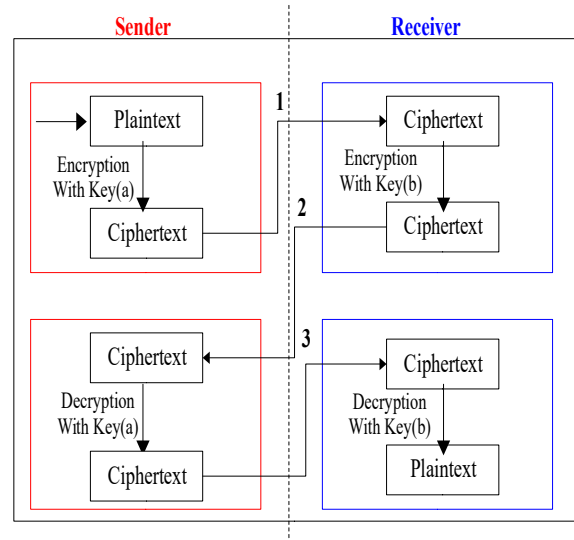 Sender
Receiver
1
Plaintext
Ciphertext
Encryption
With Key(a)
Encryption
With Key(b)
Ciphertext
2
Ciphertext
3
Ciphertext
Ciphertext
Decryption
With Key(a)
Decryption
With Key(b)
Ciphertext
Plaintext